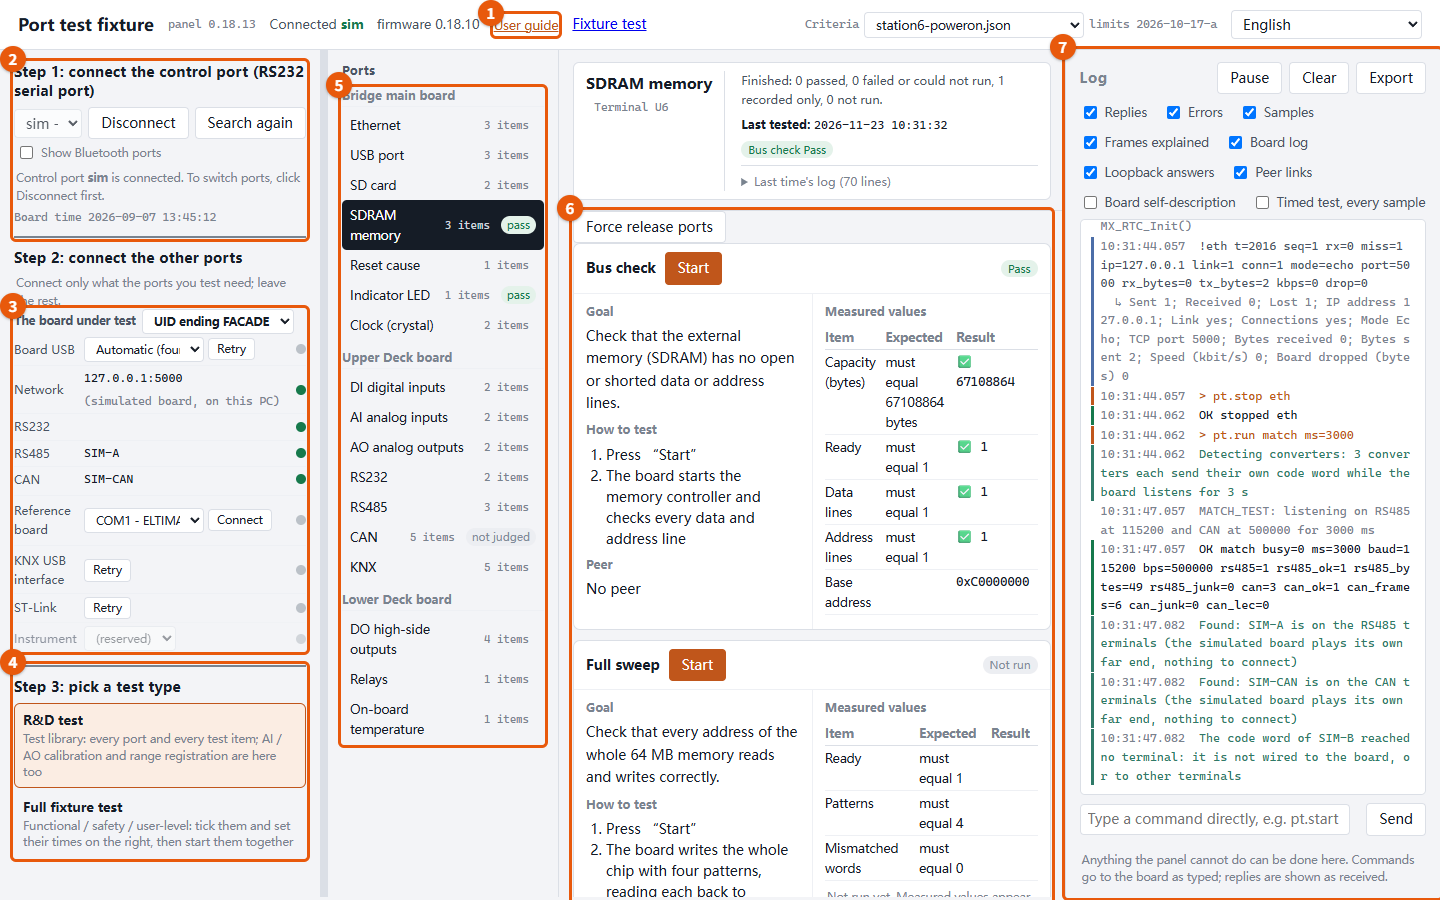 Port test fixture
panel 0.18.13
Connected sim
firmware 0.18.10
1
User guide
Fixture test
Criteria
station6-poweron.json
limits 2026-10-17-a
English
2
Step 1: connect the control port (RS232
serial port)
sim -
Disconnect
Search again
Show Bluetooth ports
Control port sim is connected. To switch ports, click
Disconnect first.
Board time 2026-09-07 13:45:12
Step 2: connect the other ports
Connect only what the ports you test need; leave
the rest.
3
The board under test
UID ending FACADE
Board USB
Automatic (four
Retry
Network
127.0.0.1:5000
(simulated board, on this PC)
RS232
RS485
SIM-A
CAN
SIM-CAN
Reference
board
COM1 - ELTIMA
Connect
KNX USB
interface
Retry
ST-Link
Retry
Instrument
(reserved)
4
Step 3: pick a test type
R&D test
Test library: every port and every test item; AI /
AO calibration and range registration are here
too
Full fixture test
Functional / safety / user-level: tick them and set
their times on the right, then start them together
Ports
5
Bridge main board
Ethernet 3 items
USB port 3 items
SD card 2 items
SDRAM
memory 3 items pass
Reset cause 1 items
Indicator LED 1 items pass
Clock (crystal) 2 items
Upper Deck board
DI digital inputs 2 items
AI analog inputs 2 items
AO analog outputs 2 items
RS232 2 items
RS485 3 items
CAN 5 items not judged
KNX 5 items
Lower Deck board
DO high-side
outputs 4 items
Relays 1 items
On-board
temperature 1 items
SDRAM memory
Terminal U6
Finished: 0 passed, 0 failed or could not run, 1
recorded only, 0 not run.
Last tested: 2026-11-23 10:31:32
Bus check Pass
Last time's log (70 lines)
6
Force release ports
Bus check
Start
Pass
Goal
Check that the external
memory (SDRAM) has no open
or shorted data or address
lines.
How to test
1. Press “Start”
2. The board starts the
memory controller and
checks every data and
address line
Peer
No peer
Measured values
Item Expected Result
Capacity
(bytes)
must
equal
67108864
bytes
67108864
Ready
must
equal 1
1
Data
lines
must
equal 1
1
Address
lines
must
equal 1
1
Base
address
0xC0000000
Full sweep
Start
Not run
Goal
Check that every address of the
whole 64 MB memory reads
and writes correctly.
How to test
1. Press “Start”
2. The board writes the whole
chip with four patterns,
reading each back to
Measured values
Item Expected Result
Ready
must
equal 1
Patterns
must
equal 4
Mismatched
words
must
equal 0
Not run yet. Measured values appear
7
Log
Pause
Clear
Export
Replies
Errors
Samples
Frames explained
Board log
Loopback answers
Peer links
Board self-description
Timed test, every sample
MX_RTC_Init()
10:31:44.057 !eth t=2016 seq=1 rx=0 miss=1
ip=127.0.0.1 link=1 conn=1 mode=echo port=50
00 rx_bytes=0 tx_bytes=2 kbps=0 drop=0
↳ Sent 1; Received 0; Lost 1; IP address 1
27.0.0.1; Link yes; Connections yes; Mode Ec
ho; TCP port 5000; Bytes received 0; Bytes s
ent 2; Speed (kbit/s) 0; Board dropped (byte
s) 0
10:31:44.057 > pt.stop eth
10:31:44.062 OK stopped eth
10:31:44.062 > pt.run match ms=3000
10:31:44.062 Detecting converters: 3 conver
ters each send their own code word while the
board listens for 3 s
10:31:47.057 MATCH_TEST: listening on RS485
at 115200 and CAN at 500000 for 3000 ms
10:31:47.057 OK match busy=0 ms=3000 baud=1
15200 bps=500000 rs485=1 rs485_ok=1 rs485_by
tes=49 rs485_junk=0 can=3 can_ok=1 can_frame
s=6 can_junk=0 can_lec=0
10:31:47.082 Found: SIM-A is on the RS485 t
erminals (the simulated board plays its own
far end, nothing to connect)
10:31:47.082 Found: SIM-CAN is on the CAN t
erminals (the simulated board plays its own
far end, nothing to connect)
10:31:47.082 The code word of SIM-B reached
no terminal: it is not wired to the board, o
r to other terminals
Type a command directly, e.g. pt.start
Send
Anything the panel cannot do can be done here. Commands
go to the board as typed; replies are shown as received.